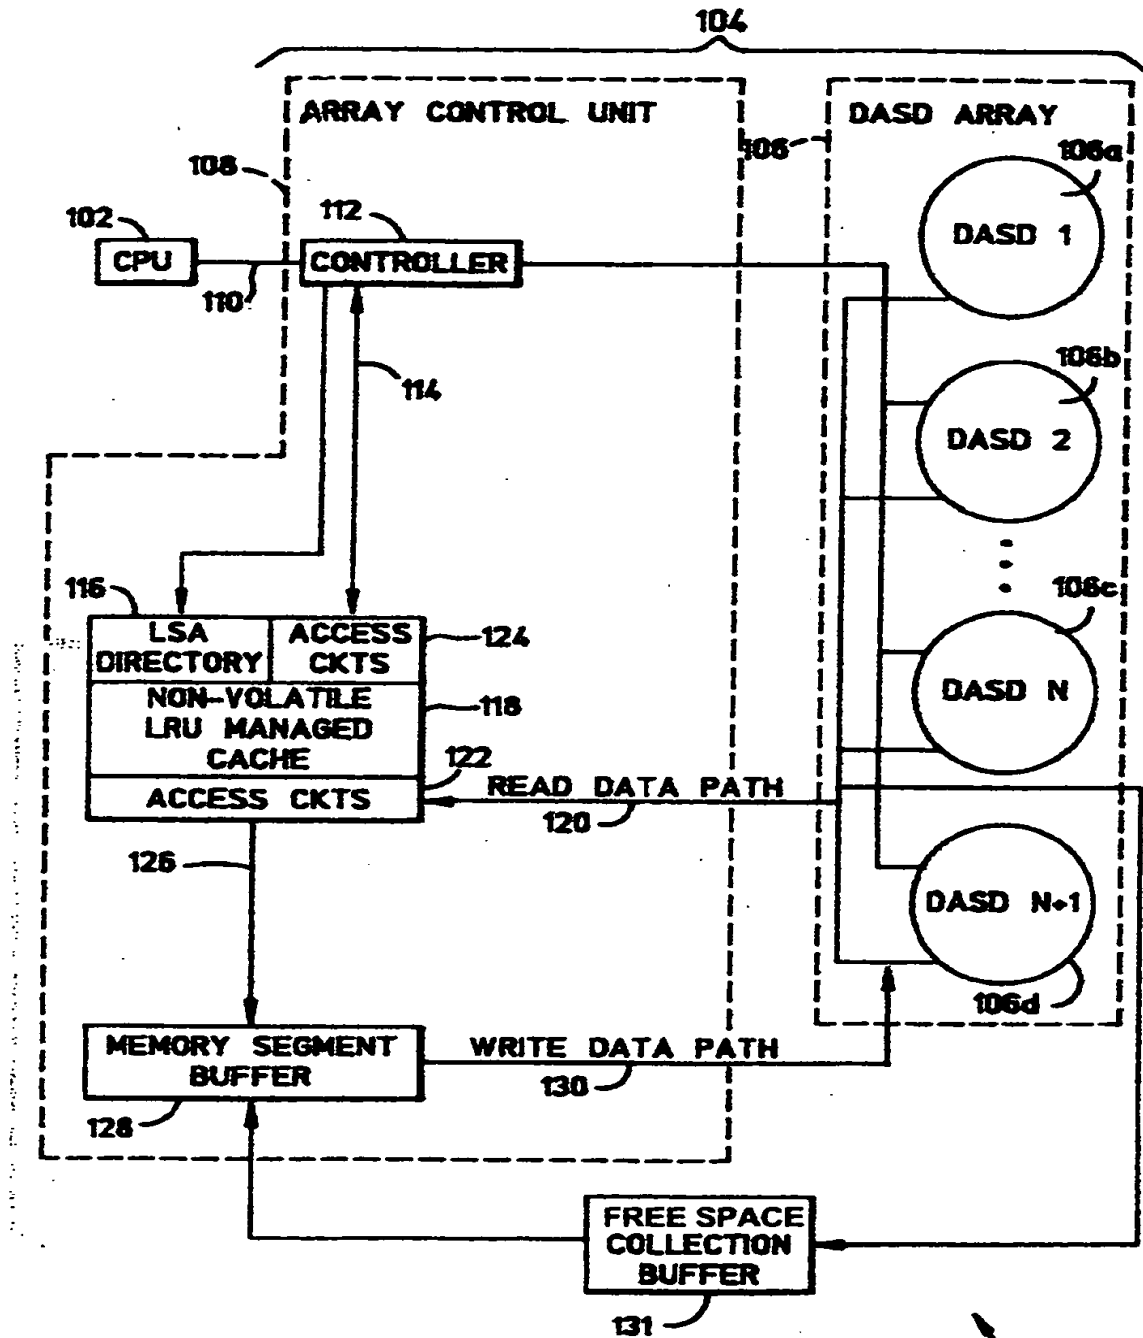 104
ARRAY CONTROL UNIT
DASD ARRAY
108
106
106a
102
112
DASD 1
CPU
CONTROLLER
110
114
106b
DASD 2
116
106c
LSA
DIRECTORY
ACCESS
CKTS
124
NON-VOLATILE
LRU MANAGED
CACHE
118
DASD N
122
ACCESS CKTS
READ DATA PATH
120
126
DASD N+1
106d
MEMORY SEGMENT
BUFFER
WRITE DATA PATH
130
128
FREE SPACE
COLLECTION
BUFFER
131